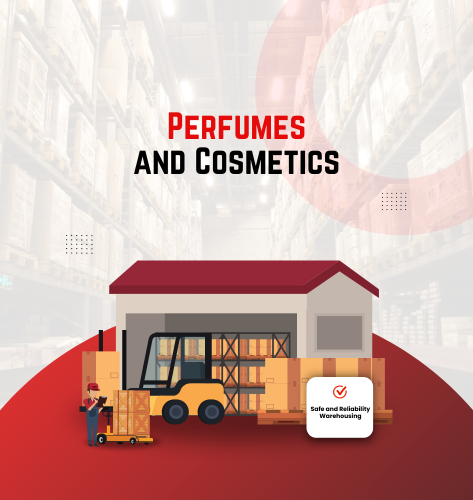 Perfumes
and Cosmetics
Safe and Reliability
Warehousing